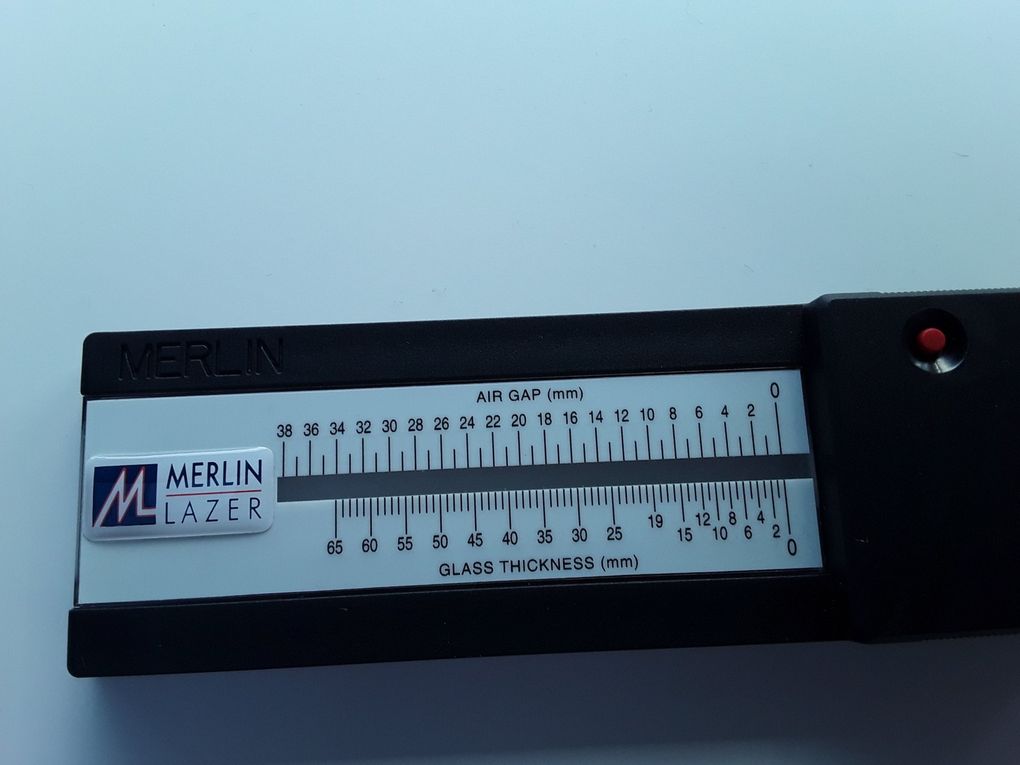 MERLIN
AIR GAP (mm)
38 36 34 32 30 28 26 24 22 20 18 16 14 12 10 8 6 4 2 0
MERLIN
LAZER
65 60 55 50 45 40 35 30 25 19 15 12 10 8 6 4 2 0
GLASS THICKNESS (mm)